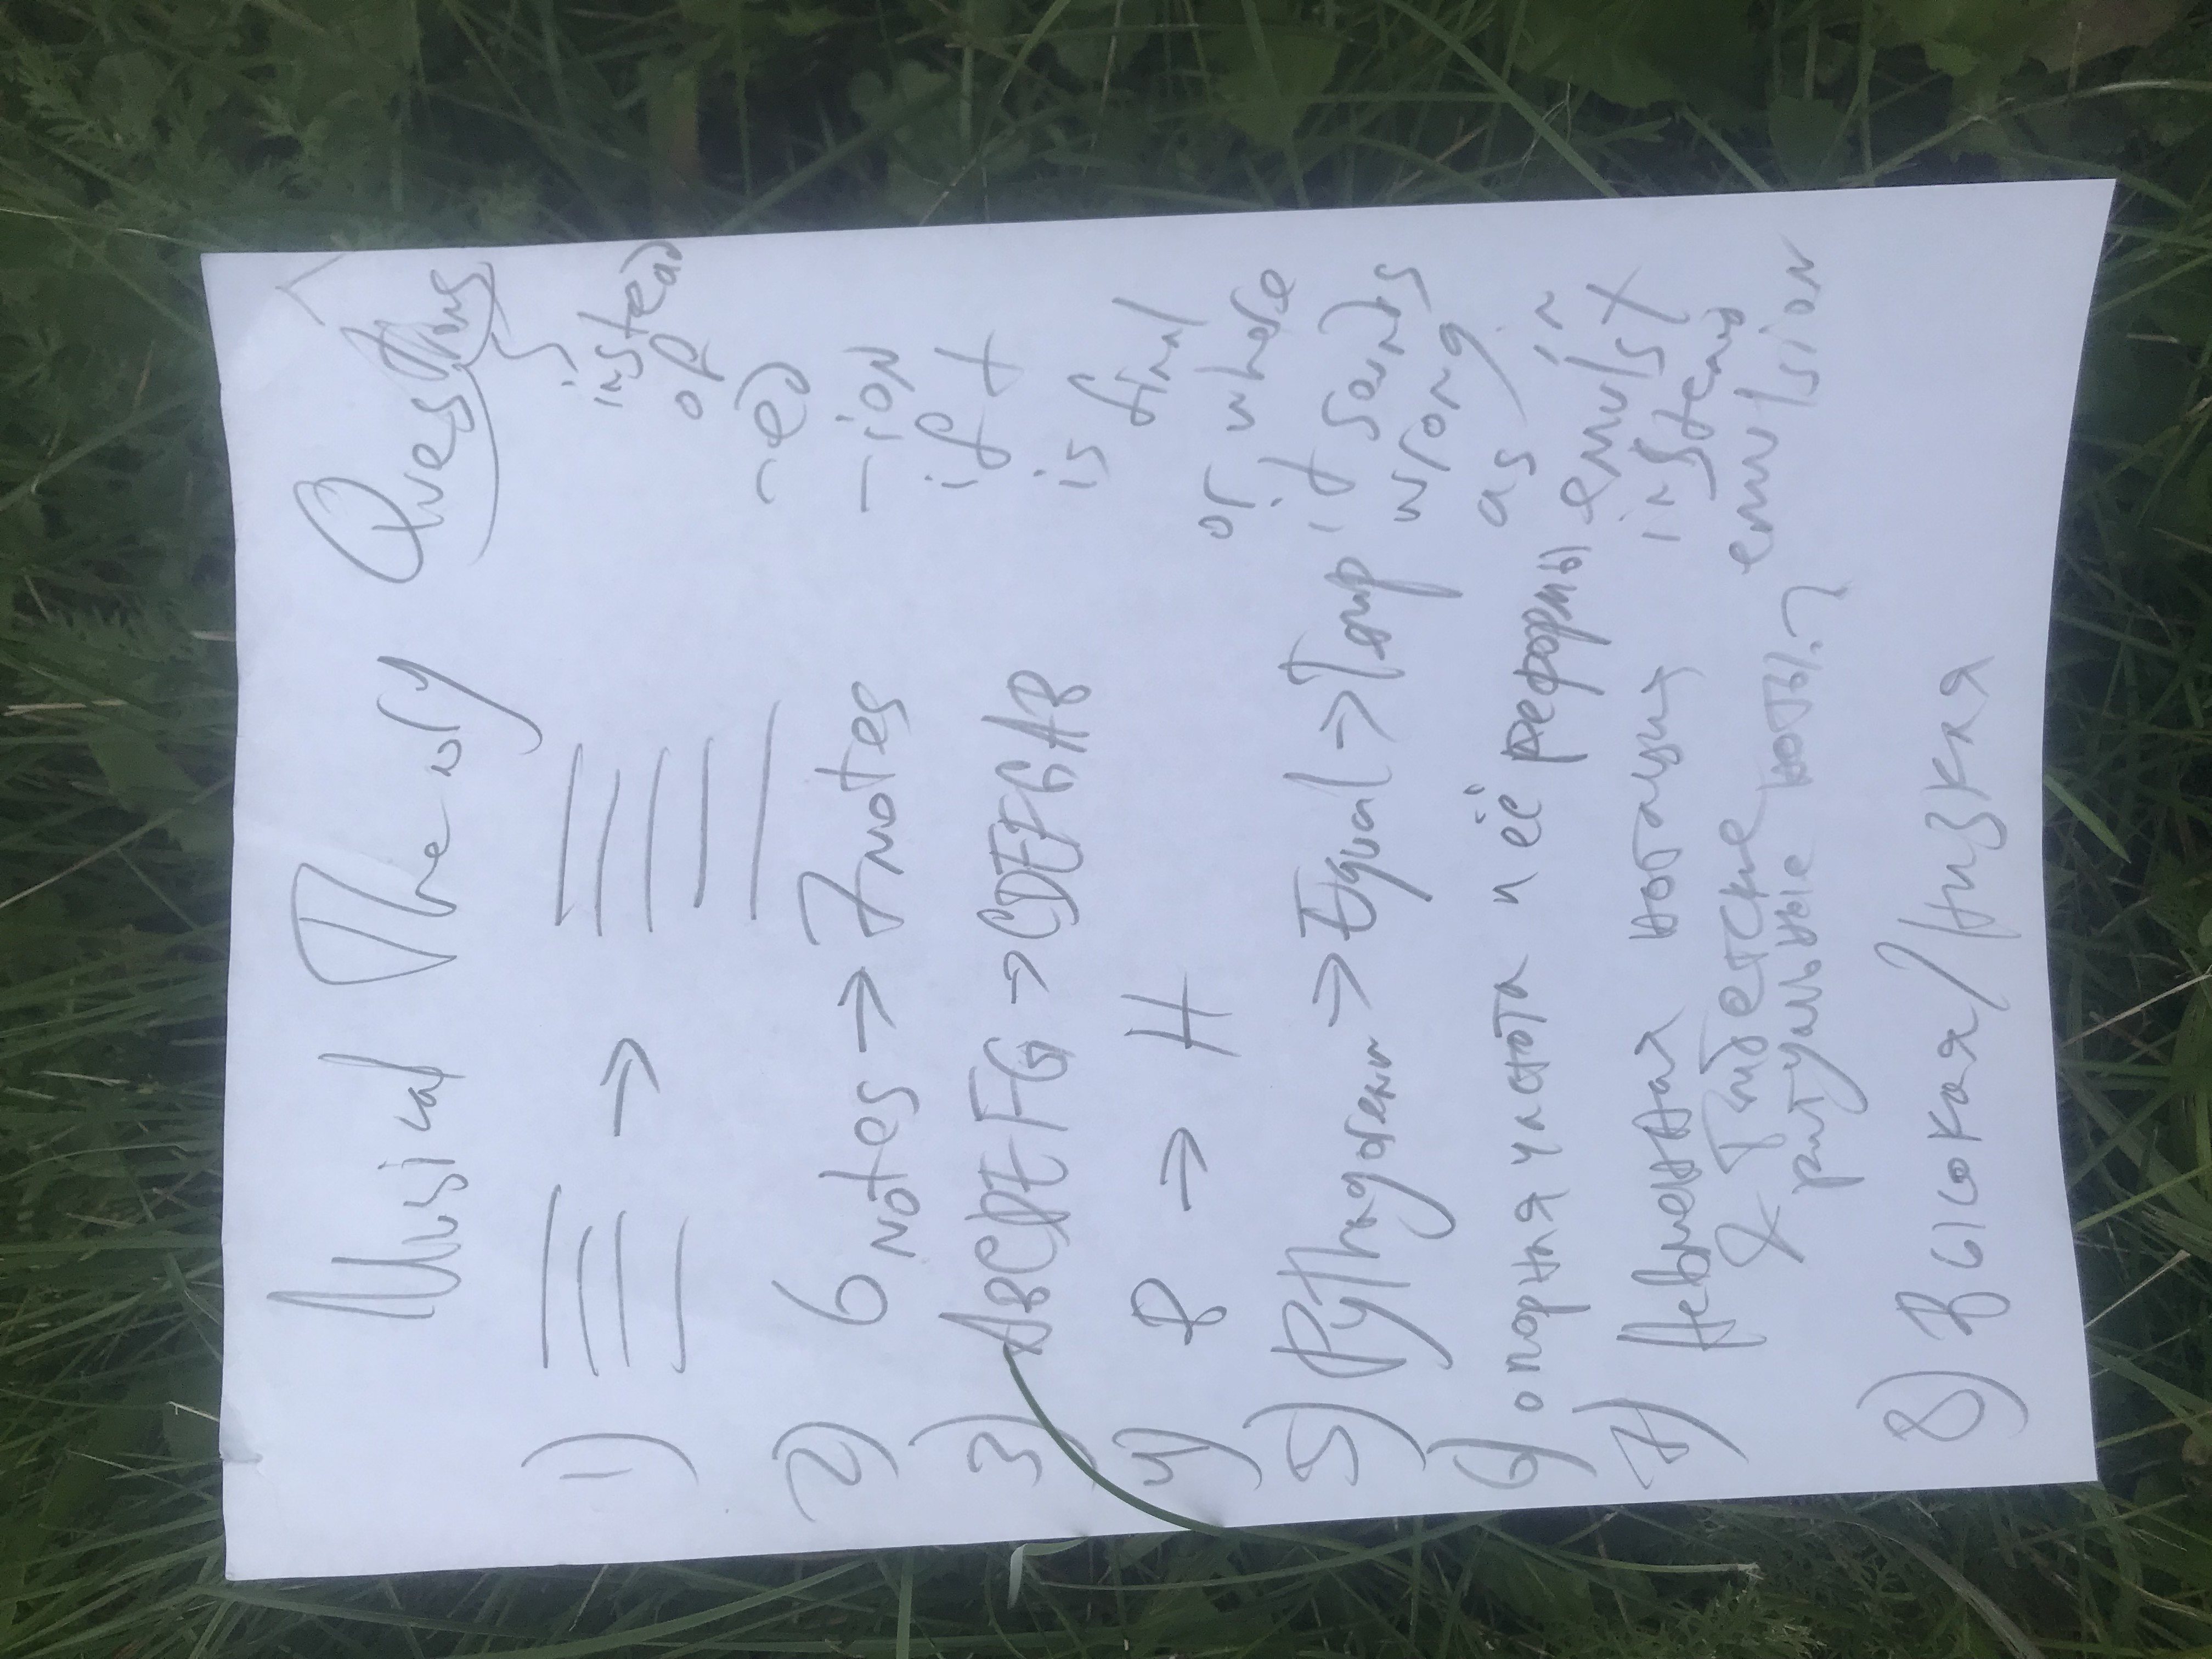 Musical Theory Questions
1) →
2) 6 notes → 7 notes
3) ABCDEFG → CDEFGAB
4) B → H
5) Pythagorean → Equal → Temp
6) опорная частота и её реформы
7) Невменная нотация
& Тибетские
ритуальные ноты?
8) Высокая / Низкая
instead
of
-ed
-ion
if t
is final
or where
it sounds
wrong
as in
emulst
instead
emulsion